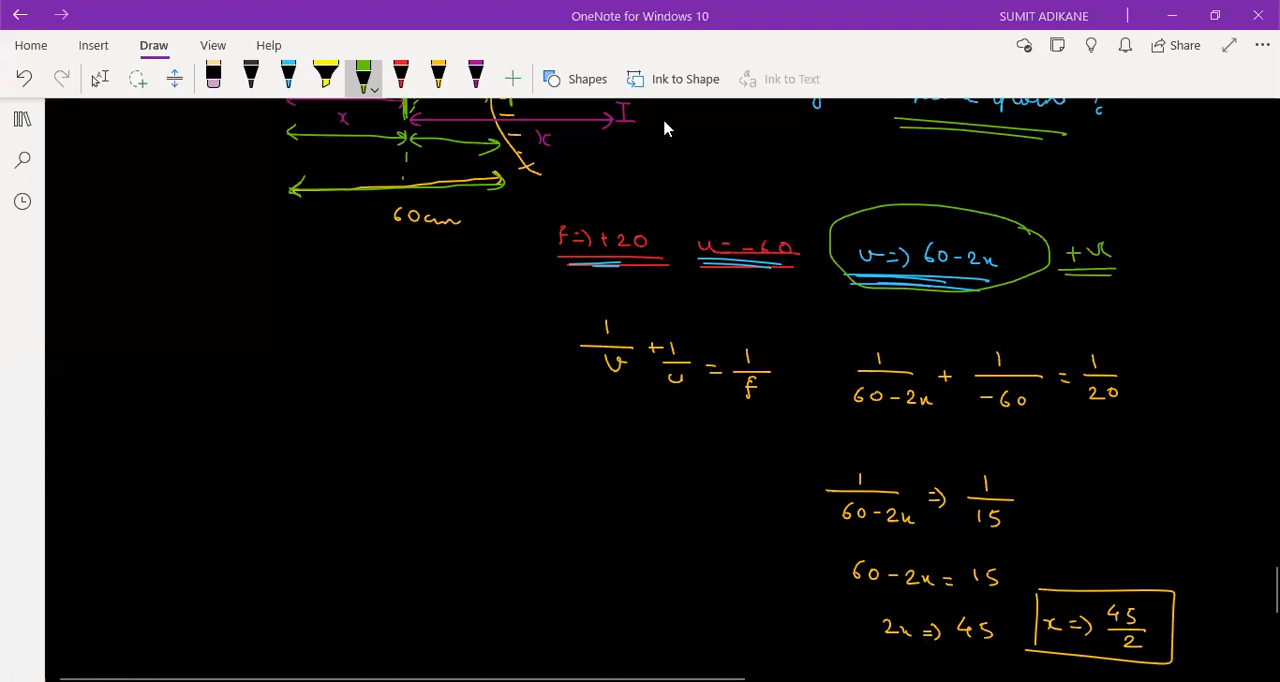 OneNote for Windows 10
SUMIT ADIKANE
Home Insert Draw View Help
Share
Shapes Ink to Shape Ink to Text
x
I
x
60cm
f=)+20 u=-60 v=) 60-2x +ve
1/v + 1/u = 1/f
1/60-2x + 1/-60 = 1/20
1/60-2x =) 1/15
60-2x = 15
2x =) 45
x=) 45/2